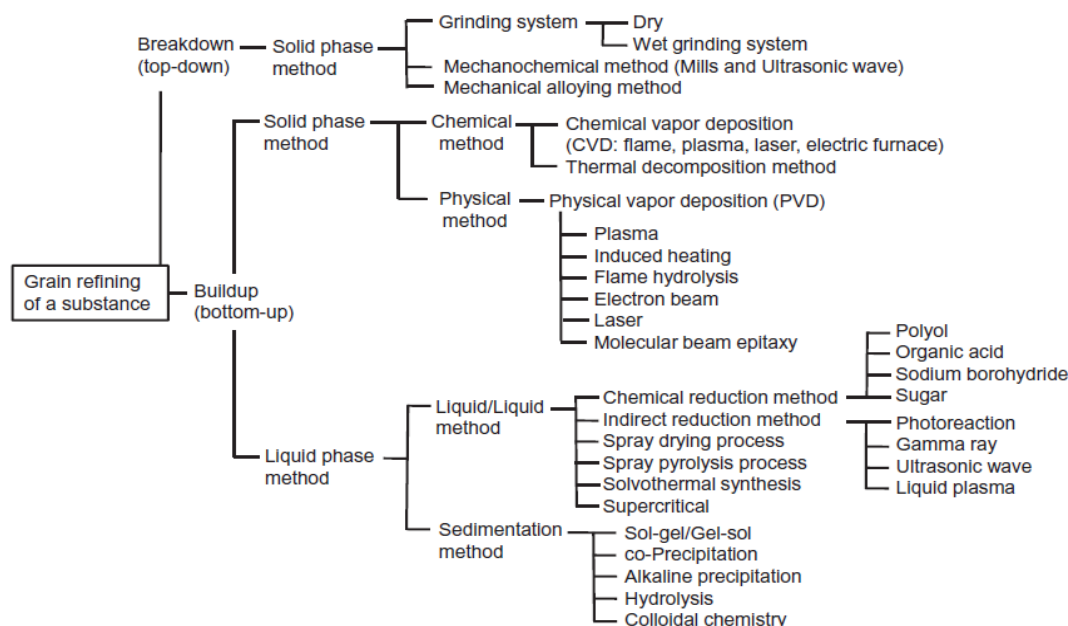 Grinding system
Dry
Wet grinding system
Breakdown
(top-down)
Solid phase
method
Mechanochemical method (Mills and Ultrasonic wave)
Mechanical alloying method
Solid phase
method
Chemical
method
Chemical vapor deposition
(CVD: flame, plasma, laser, electric furnace)
Thermal decomposition method
Physical
method
Physical vapor deposition (PVD)
Plasma
Induced heating
Flame hydrolysis
Electron beam
Laser
Molecular beam epitaxy
Grain refining
of a substance
Buildup
(bottom-up)
Liquid phase
method
Liquid/Liquid
method
Chemical reduction method
Indirect reduction method
Spray drying process
Spray pyrolysis process
Solvothermal synthesis
Supercritical
Polyol
Organic acid
Sodium borohydride
Sugar
Photoreaction
Gamma ray
Ultrasonic wave
Liquid plasma
Sedimentation
method
Sol-gel/Gel-sol
co-Precipitation
Alkaline precipitation
Hydrolysis
Colloidal chemistry